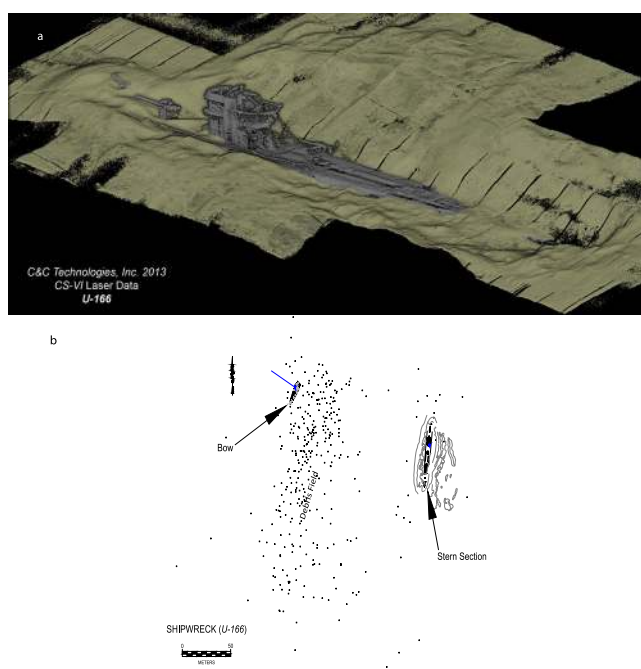 a
C&C Technologies, Inc. 2013
CS-VI Laser Data
U-166
b
Bow
Debris Field
Stern Section
SHIPWRECK (U-166)
0 50
METERS